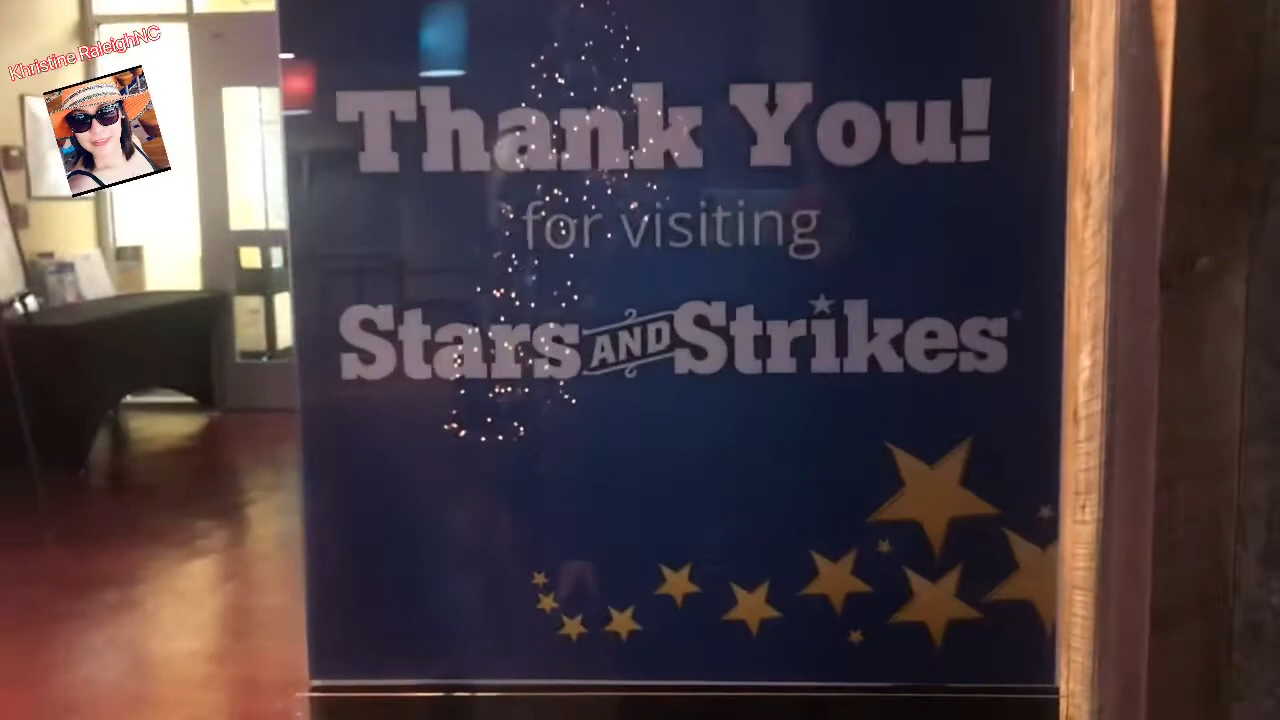 Khristine RaleighNC
Thank You!
for visiting
Stars AND Strikes